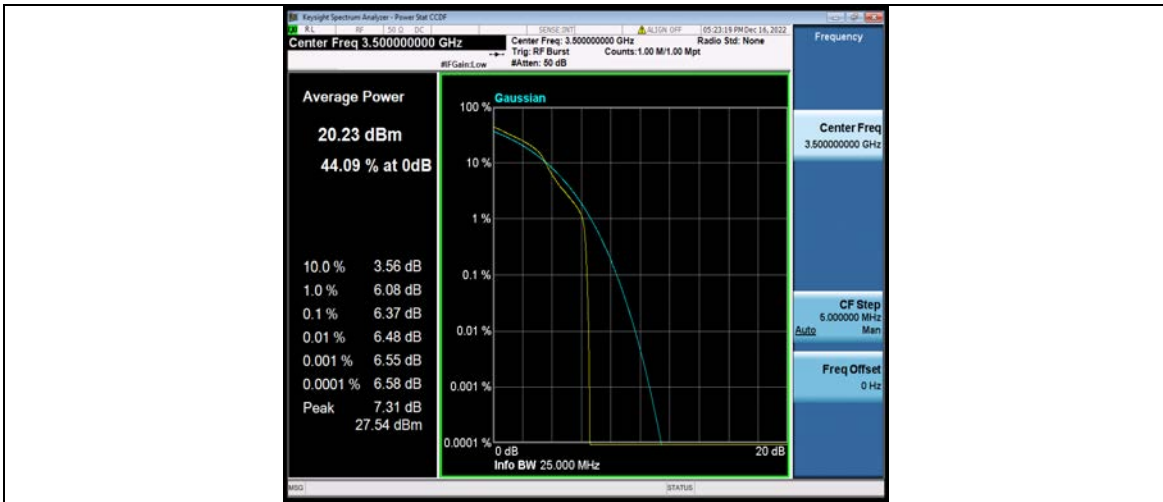 Keysight Spectrum Analyzer - Power Stat CCDF
RL RF 50 Ω DC SENSE:INT ALIGN OFF 05:23:19 PM Dec 16, 2022
Center Freq 3.500000000 GHz
Center Freq: 3.500000000 GHz Radio Std: None
Trig: RF Burst Counts:1.00 M/1.00 Mpt
#IFGain:Low #Atten: 50 dB
Frequency
Average Power
20.23 dBm
44.09 % at 0dB
10.0 % 3.56 dB
1.0 % 6.08 dB
0.1 % 6.37 dB
0.01 % 6.48 dB
0.001 % 6.55 dB
0.0001 % 6.58 dB
Peak 7.31 dB
27.54 dBm
Gaussian
100 %
10 %
1 %
0.1 %
0.01 %
0.001 %
0.0001 %
0 dB 20 dB
Info BW 25.000 MHz
Center Freq
3.500000000 GHz
CF Step
5.000000 MHz
Auto Man
Freq Offset
0 Hz
MSG STATUS